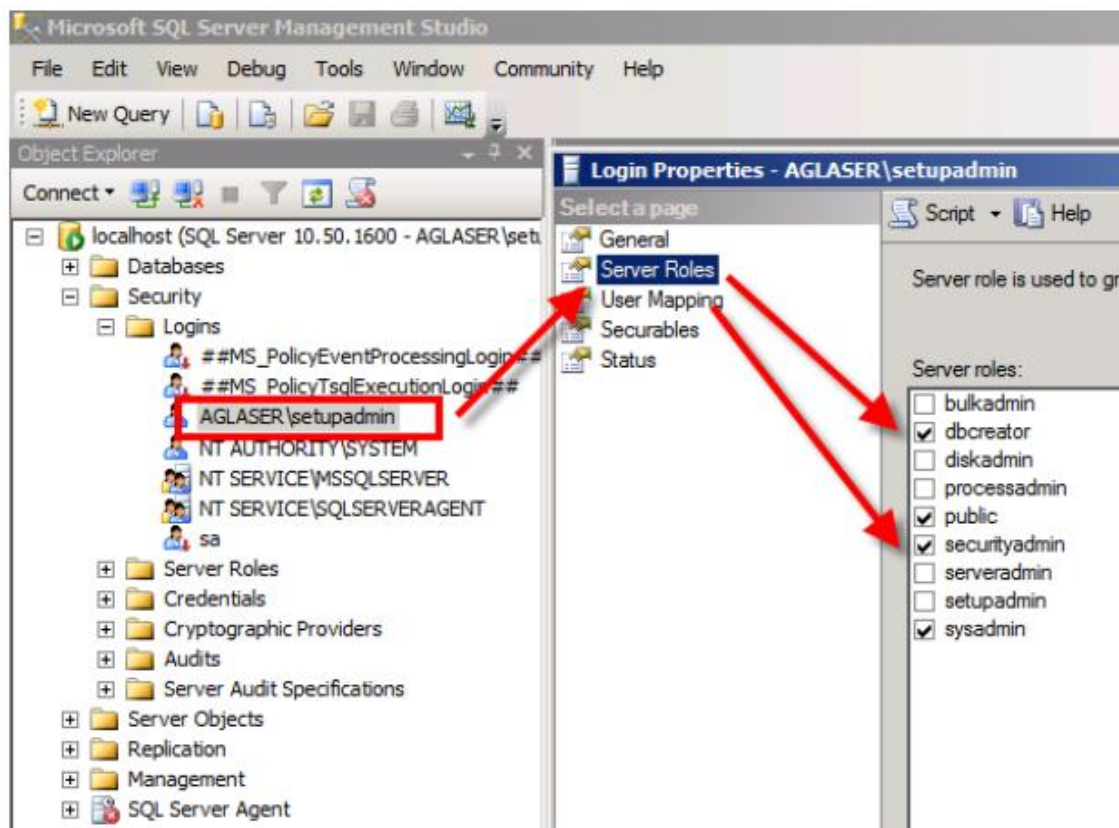 Microsoft SQL Server Management Studio
File Edit View Debug Tools Window Community Help
New Query
Object Explorer
Connect
localhost (SQL Server 10.50.1600 - AGLASER\setu
Databases
Security
Logins
##MS_PolicyEventProcessingLogin##
##MS_PolicyTsqlExecutionLogin##
AGLASER\setupadmin
NT AUTHORITY\SYSTEM
NT SERVICE\MSSQLSERVER
NT SERVICE\SQLSERVERAGENT
sa
Server Roles
Credentials
Cryptographic Providers
Audits
Server Audit Specifications
Server Objects
Replication
Management
SQL Server Agent
Login Properties - AGLASER\setupadmin
Select a page
General
Server Roles
User Mapping
Securables
Status
Script Help
Server role is used to gr
Server roles:
bulkadmin
dbcreator
diskadmin
processadmin
public
securityadmin
serveradmin
setupadmin
sysadmin